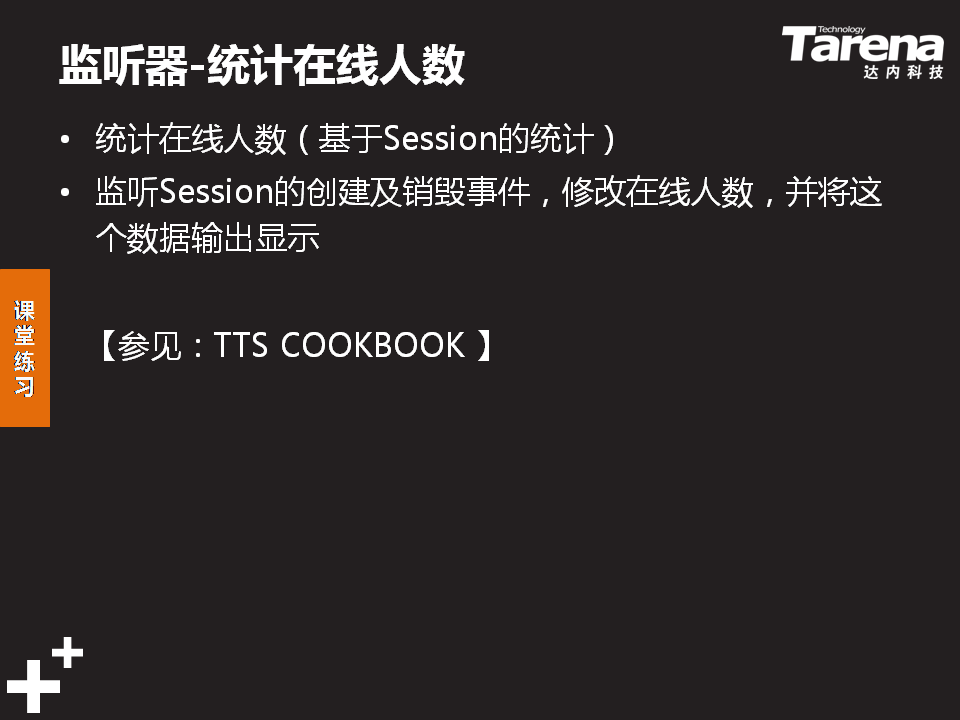 监听器-统计在线人数
Technology
Tarena
达内科技
• 统计在线人数（基于Session的统计）
• 监听Session的创建及销毁事件，修改在线人数，并将这
个数据输出显示
课堂练习
【参见：TTS COOKBOOK 】